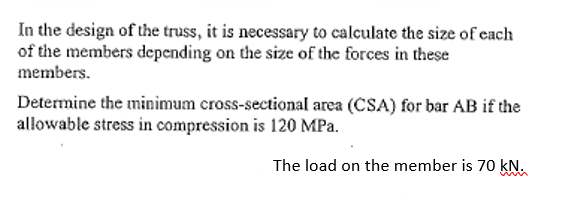 In the design of the truss, it is necessary to calculate the size of each
of the members depending on the size of the forces in these
members.
Determine the minimum cross-sectional area (CSA) for bar AB if the
allowable stress in compression is 120 MPa.
The load on the member is 70 kN.